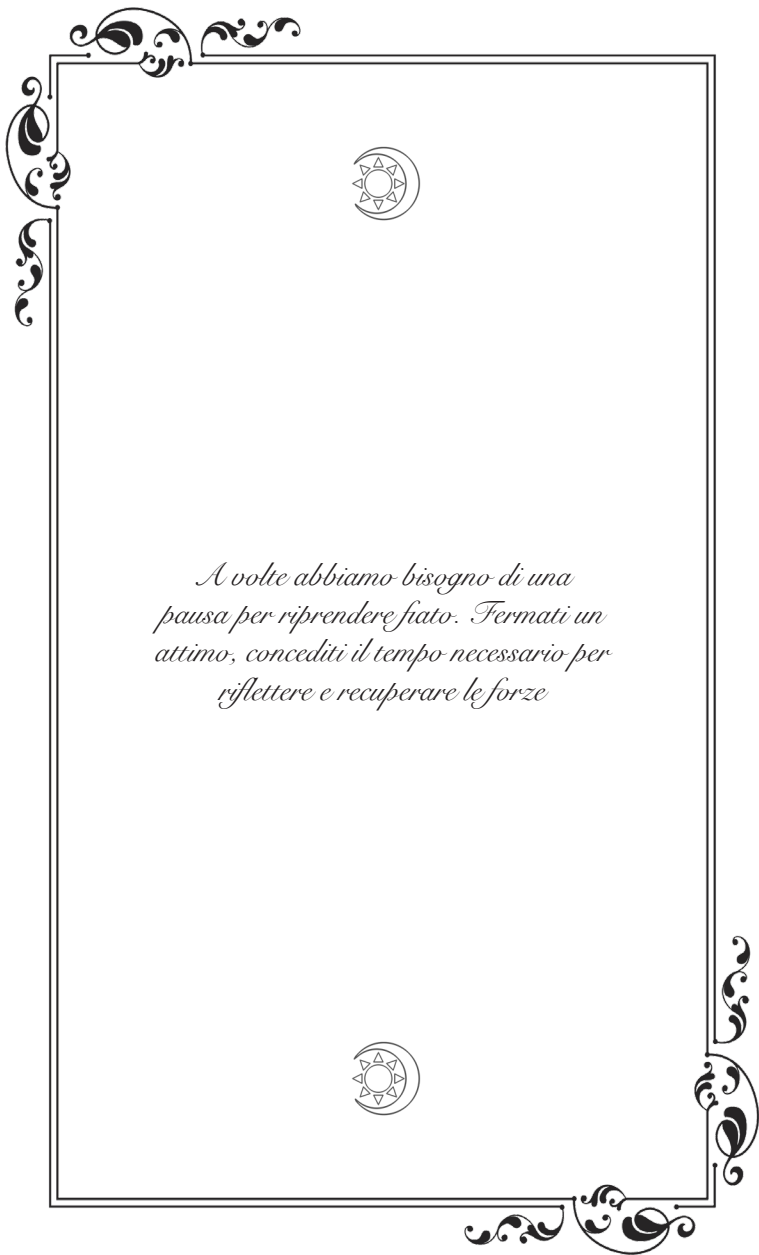 A volte abbiamo bisogno di una
pausa per riprendere fiato. Fermati un
attimo, concediti il tempo necessario per
riflettere e recuperare le forze